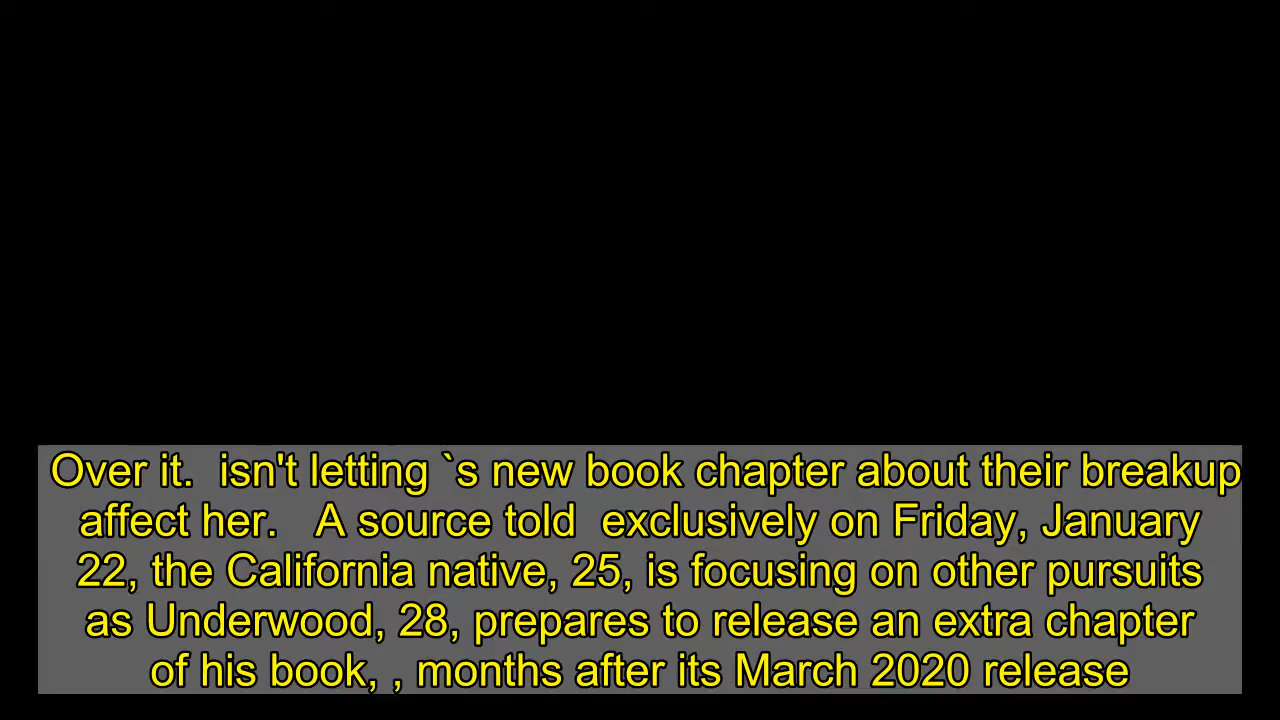 Over it.  isn't letting `s new book chapter about their breakup
affect her.   A source told  exclusively on Friday, January
22, the California native, 25, is focusing on other pursuits
as Underwood, 28, prepares to release an extra chapter
of his book, , months after its March 2020 release